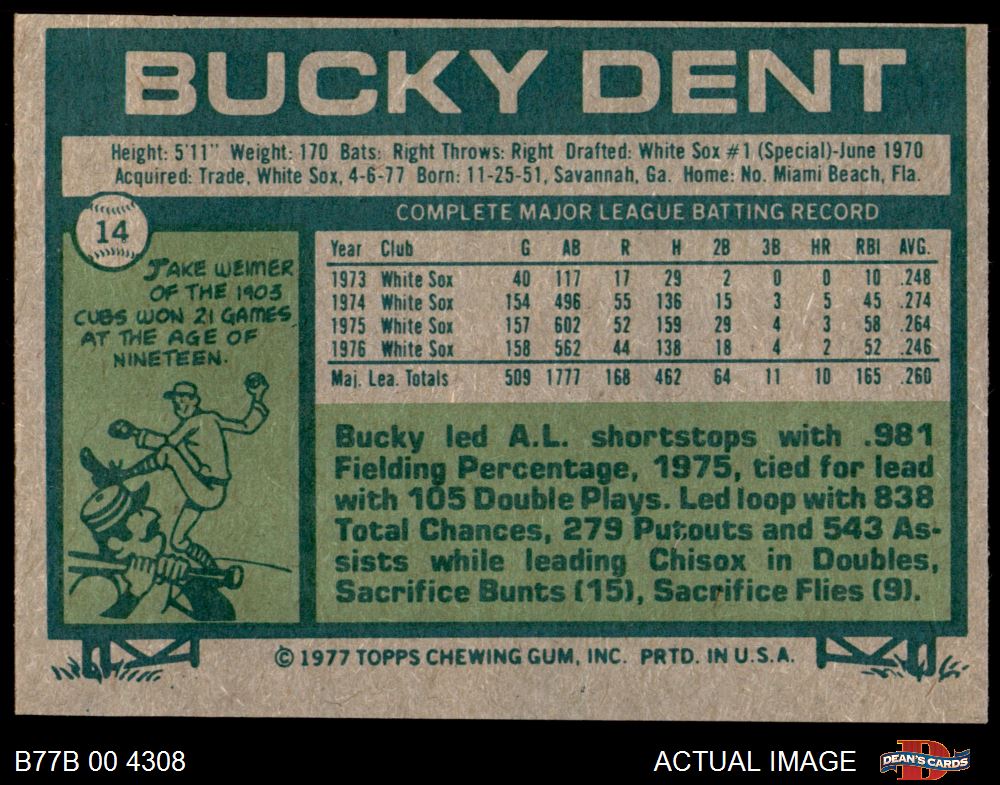 BUCKY DENT
Height: 5'11" Weight: 170 Bats: Right Throws: Right Drafted: White Sox #1 (Special)-June 1970
Acquired: Trade, White Sox, 4-6-77 Born: 11-25-51, Savannah, Ga. Home: No. Miami Beach, Fla.
14
JAKE WEIMER
OF THE 1903
CUBS WON 21 GAMES
AT THE AGE OF
NINETEEN.
COMPLETE MAJOR LEAGUE BATTING RECORD
Year Club G AB R H 2B 3B HR RBI AVG.
1973 White Sox 40 117 17 29 2 0 0 10 .248
1974 White Sox 154 496 55 136 15 3 5 45 .274
1975 White Sox 157 602 52 159 29 4 3 58 .264
1976 White Sox 158 562 44 138 18 4 2 52 .246
Maj. Lea. Totals 509 1777 168 462 64 11 10 165 .260
Bucky led A.L. shortstops with .981
Fielding Percentage, 1975, tied for lead
with 105 Double Plays. Led loop with 838
Total Chances, 279 Putouts and 543 As-
sists while leading Chisox in Doubles,
Sacrifice Bunts (15), Sacrifice Flies (9).
© 1977 TOPPS CHEWING GUM, INC. PRTD. IN U.S.A.
B77B 00 4308
ACTUAL IMAGE
D
DEAN'S CARDS